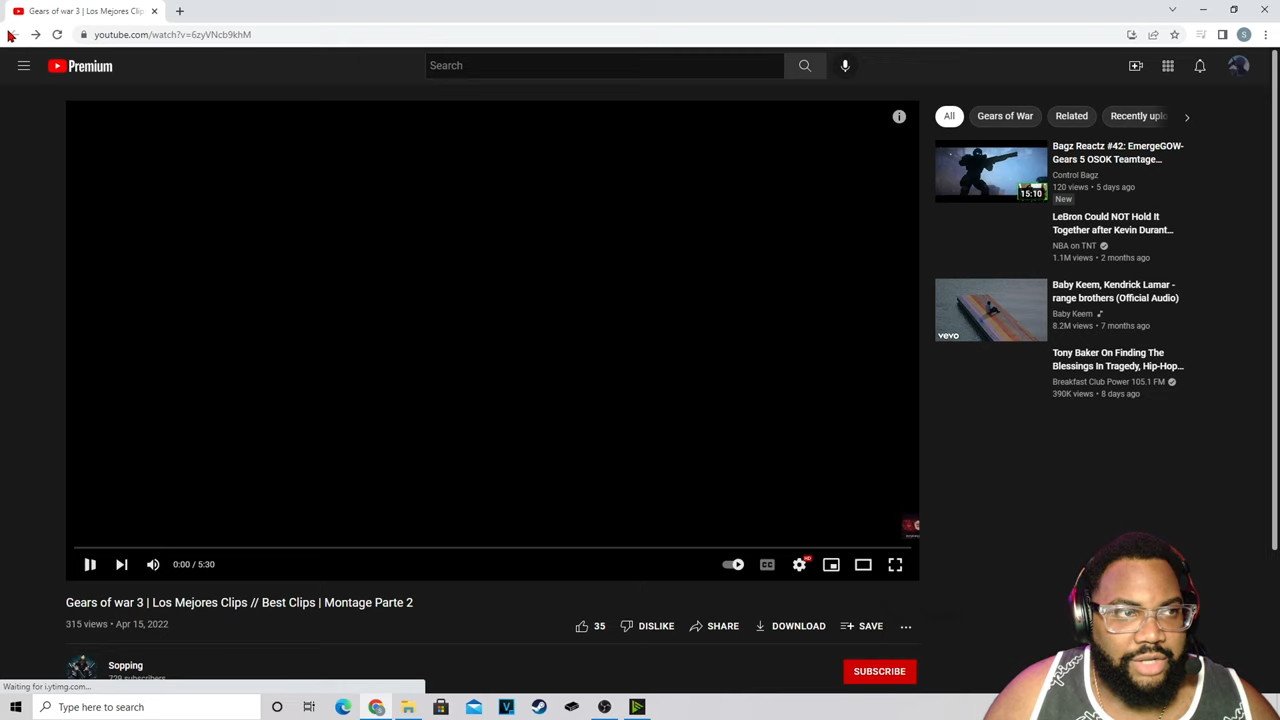 Gears of war 3 | Los Mejores Clips
youtube.com/watch?v=6zyVNcb9khM
S
Premium
Search
All
Gears of War
Related
Recently uplo
15:10
Bagz Reactz #42: EmergeGOW-
Gears 5 OSOK Teamtage...
Control Bagz
120 views • 5 days ago
New
LeBron Could NOT Hold It
Together after Kevin Durant...
NBA on TNT
1.1M views • 2 months ago
vevo
Baby Keem, Kendrick Lamar -
range brothers (Official Audio)
Baby Keem
8.2M views • 7 months ago
Tony Baker On Finding The
Blessings In Tragedy, Hip-Hop...
Breakfast Club Power 105.1 FM
390K views • 8 days ago
0:00 / 5:30
CC
HD
Gears of war 3 | Los Mejores Clips // Best Clips | Montage Parte 2
315 views • Apr 15, 2022
35
DISLIKE
SHARE
DOWNLOAD
SAVE
Sopping
729 subscribers
SUBSCRIBE
Waiting for i.ytimg.com...
Type here to search